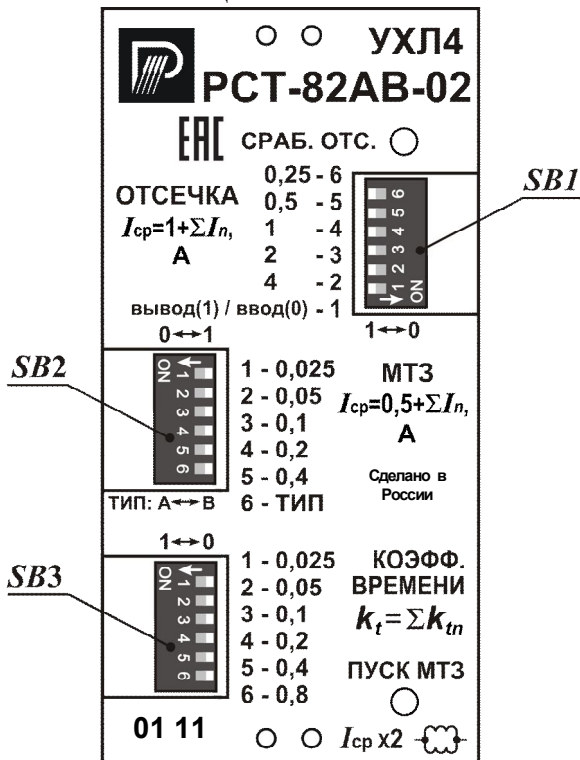 УХЛ4
РСТ-82АВ-02
ЕАС СРАБ. ОТС.
ОТСЕЧКА
Iср=1+ΣIn,
А
0,25 - 6
0,5 - 5
1 - 4
2 - 3
4 - 2
вывод(1) / ввод(0) - 1
6
5
4
3
2
1
ON
SB1
1↔0
0↔1
SB2
ON
1
2
3
4
5
6
1 - 0,025
2 - 0,05
3 - 0,1
4 - 0,2
5 - 0,4
6 - ТИП
МТЗ
Iср=0,5+ΣIn,
А
Сделано в
России
ТИП: А↔В
1↔0
SB3
ON
1
2
3
4
5
6
1 - 0,025
2 - 0,05
3 - 0,1
4 - 0,2
5 - 0,4
6 - 0,8
КОЭФФ.
ВРЕМЕНИ
kt=Σktn
ПУСК МТЗ
01 11
Iср Х2